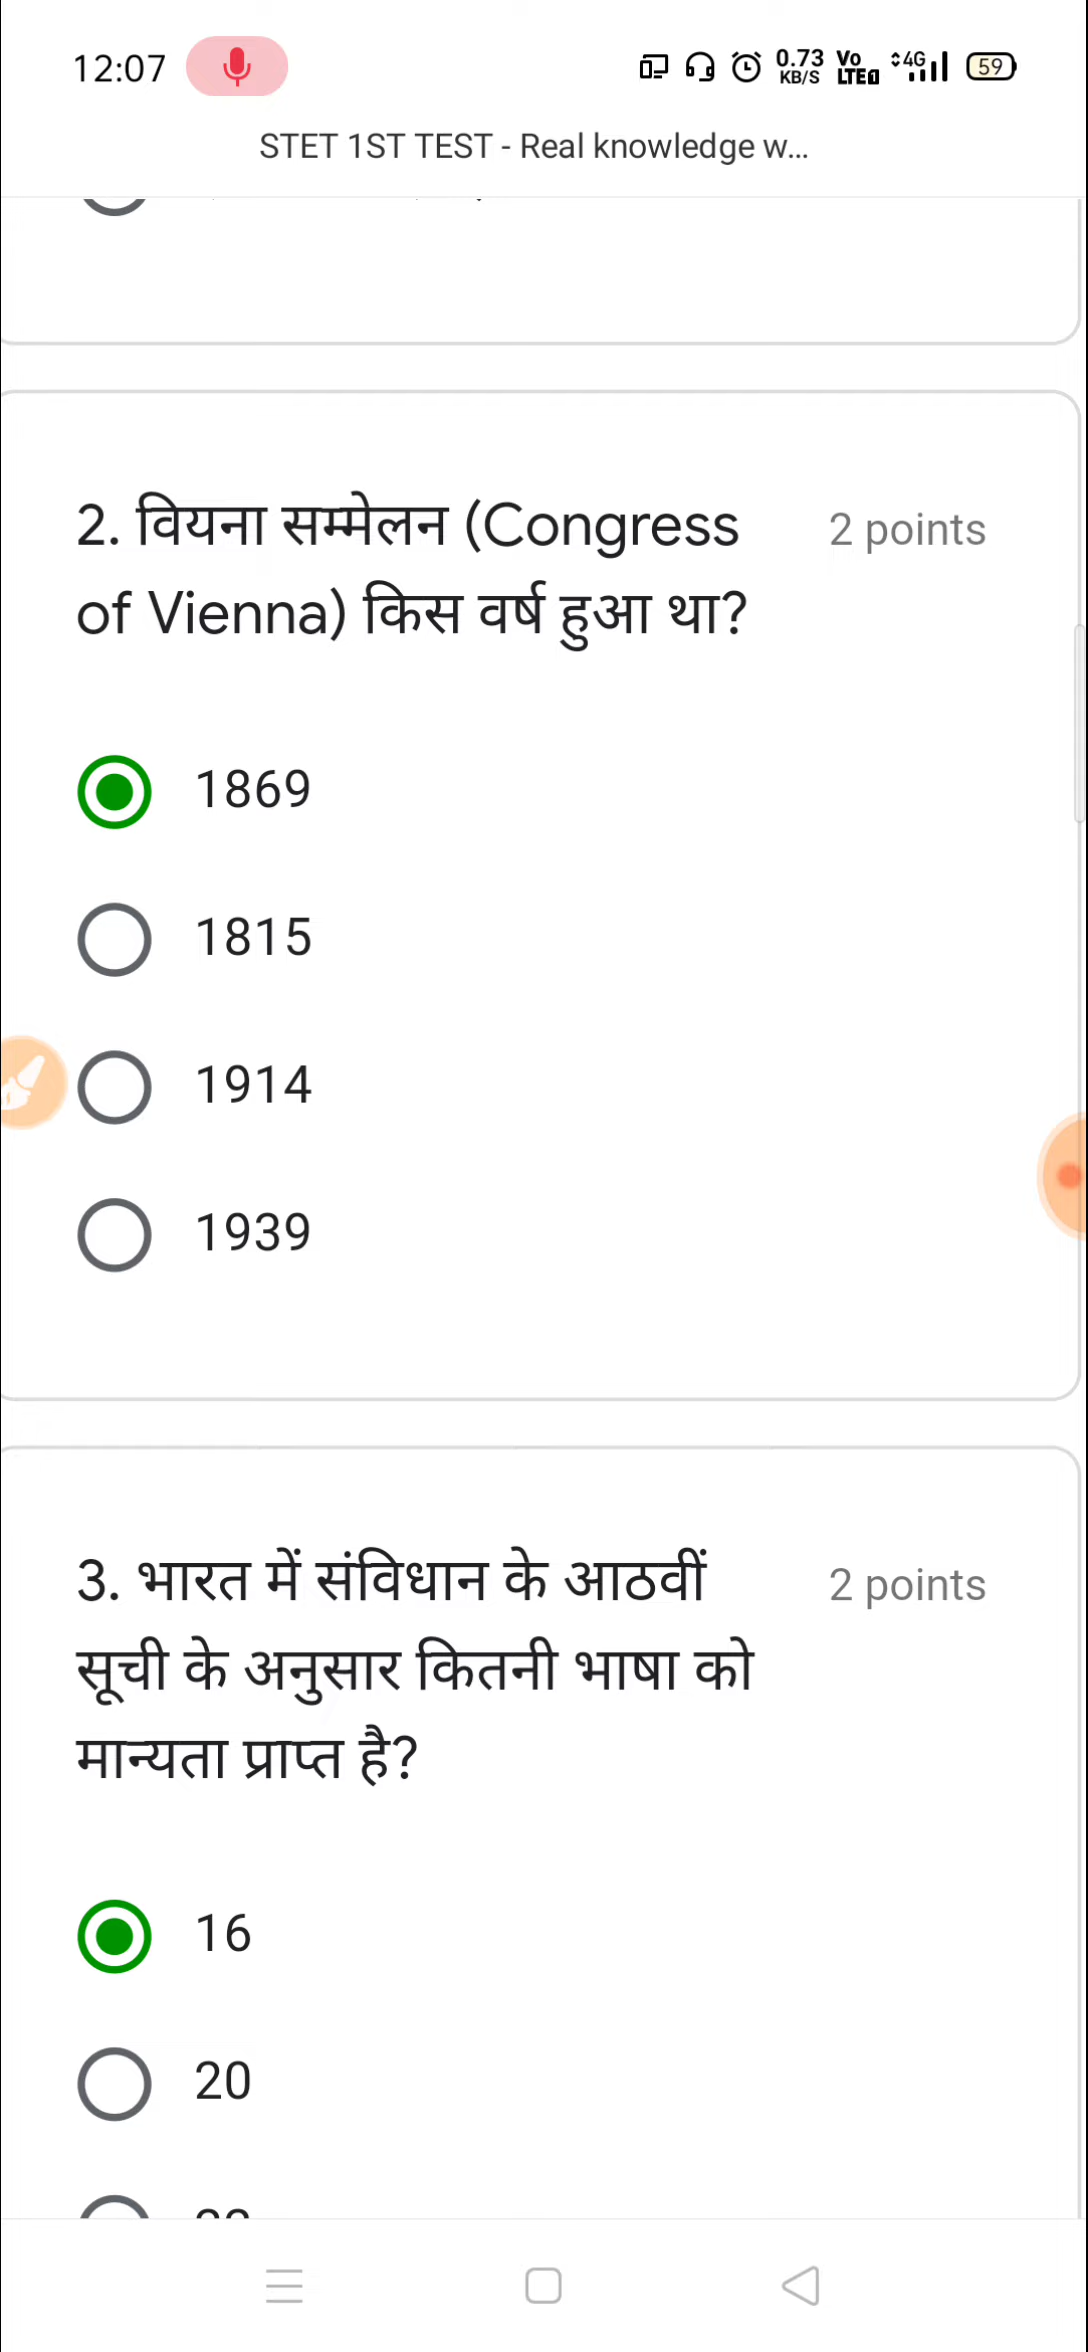 12:07
0.73 KB/S Vo LTE 4G 59
STET 1ST TEST - Real knowledge w...
2. वियना सम्मेलन (Congress
of Vienna) किस वर्ष हुआ था?
2 points
1869
1815
1914
1939
3. भारत में संविधान के आठवीं
सूची के अनुसार कितनी भाषा को
मान्यता प्राप्त है?
2 points
16
20